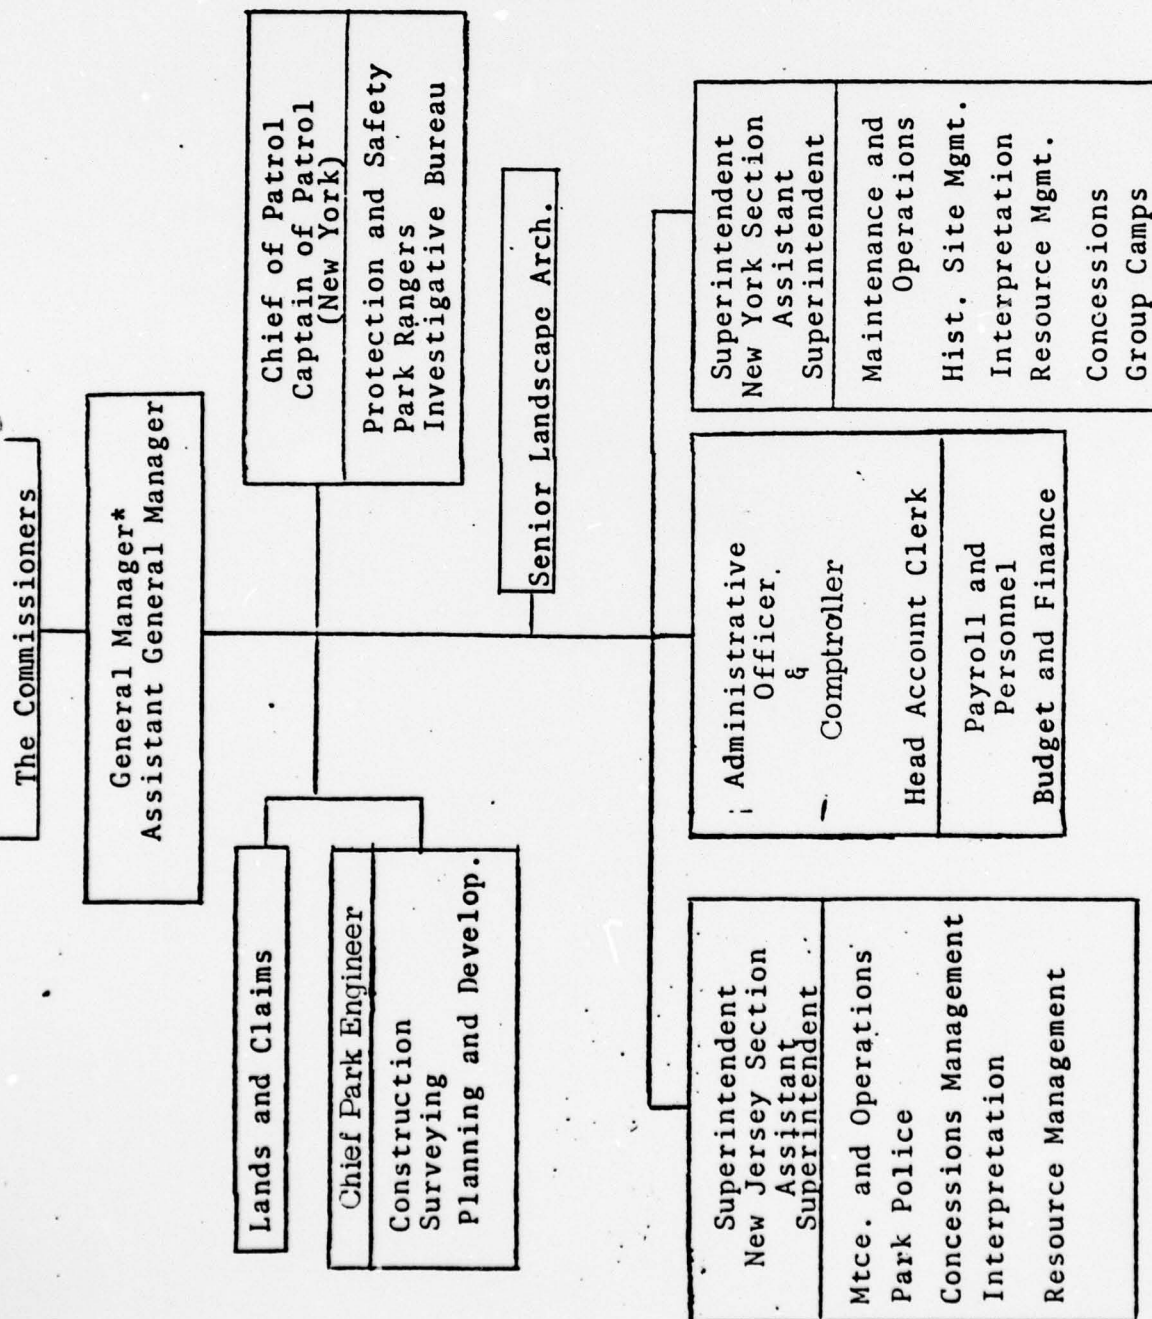 The Commissioners
General Manager*
Assistant General Manager
Lands and Claims
Chief Park Engineer
Construction
Surveying
Planning and Develop.
Chief of Patrol
Captain of Patrol
(New York)
Protection and Safety
Park Rangers
Investigative Bureau
Senior Landscape Arch.
Superintendent
New Jersey Section
Assistant
Superintendent
Mtce. and Operations
Park Police
Concessions Management
Interpretation
Resource Management
Administrative
Officer.
&
Comptroller
Head Account Clerk
Payroll and
Personnel
Budget and Finance
Superintendent
New York Section
Assistant
Superintendent
Maintenance and
Operations
Hist. Site Mgmt.
Interpretation
Resource Mgmt.
Concessions
Group Camps